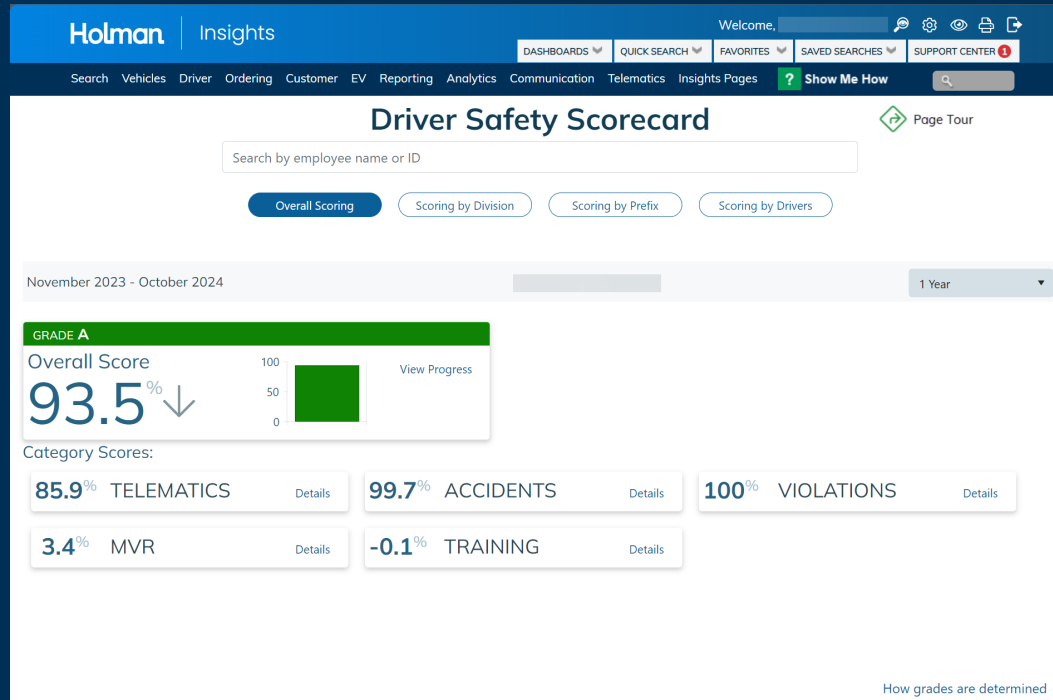 Holman Insights
Welcome,
DASHBOARDS QUICK SEARCH FAVORITES SAVED SEARCHES SUPPORT CENTER 1
Search Vehicles Driver Ordering Customer EV Reporting Analytics Communication Telematics Insights Pages ? Show Me How
Driver Safety Scorecard
Page Tour
Search by employee name or ID
Overall Scoring Scoring by Division Scoring by Prefix Scoring by Drivers
November 2023 - October 2024
1 Year
GRADE A
Overall Score
93.5%
100
50
0
View Progress
Category Scores:
85.9% TELEMATICS Details
99.7% ACCIDENTS Details
100% VIOLATIONS Details
3.4% MVR Details
-0.1% TRAINING Details
How grades are determined